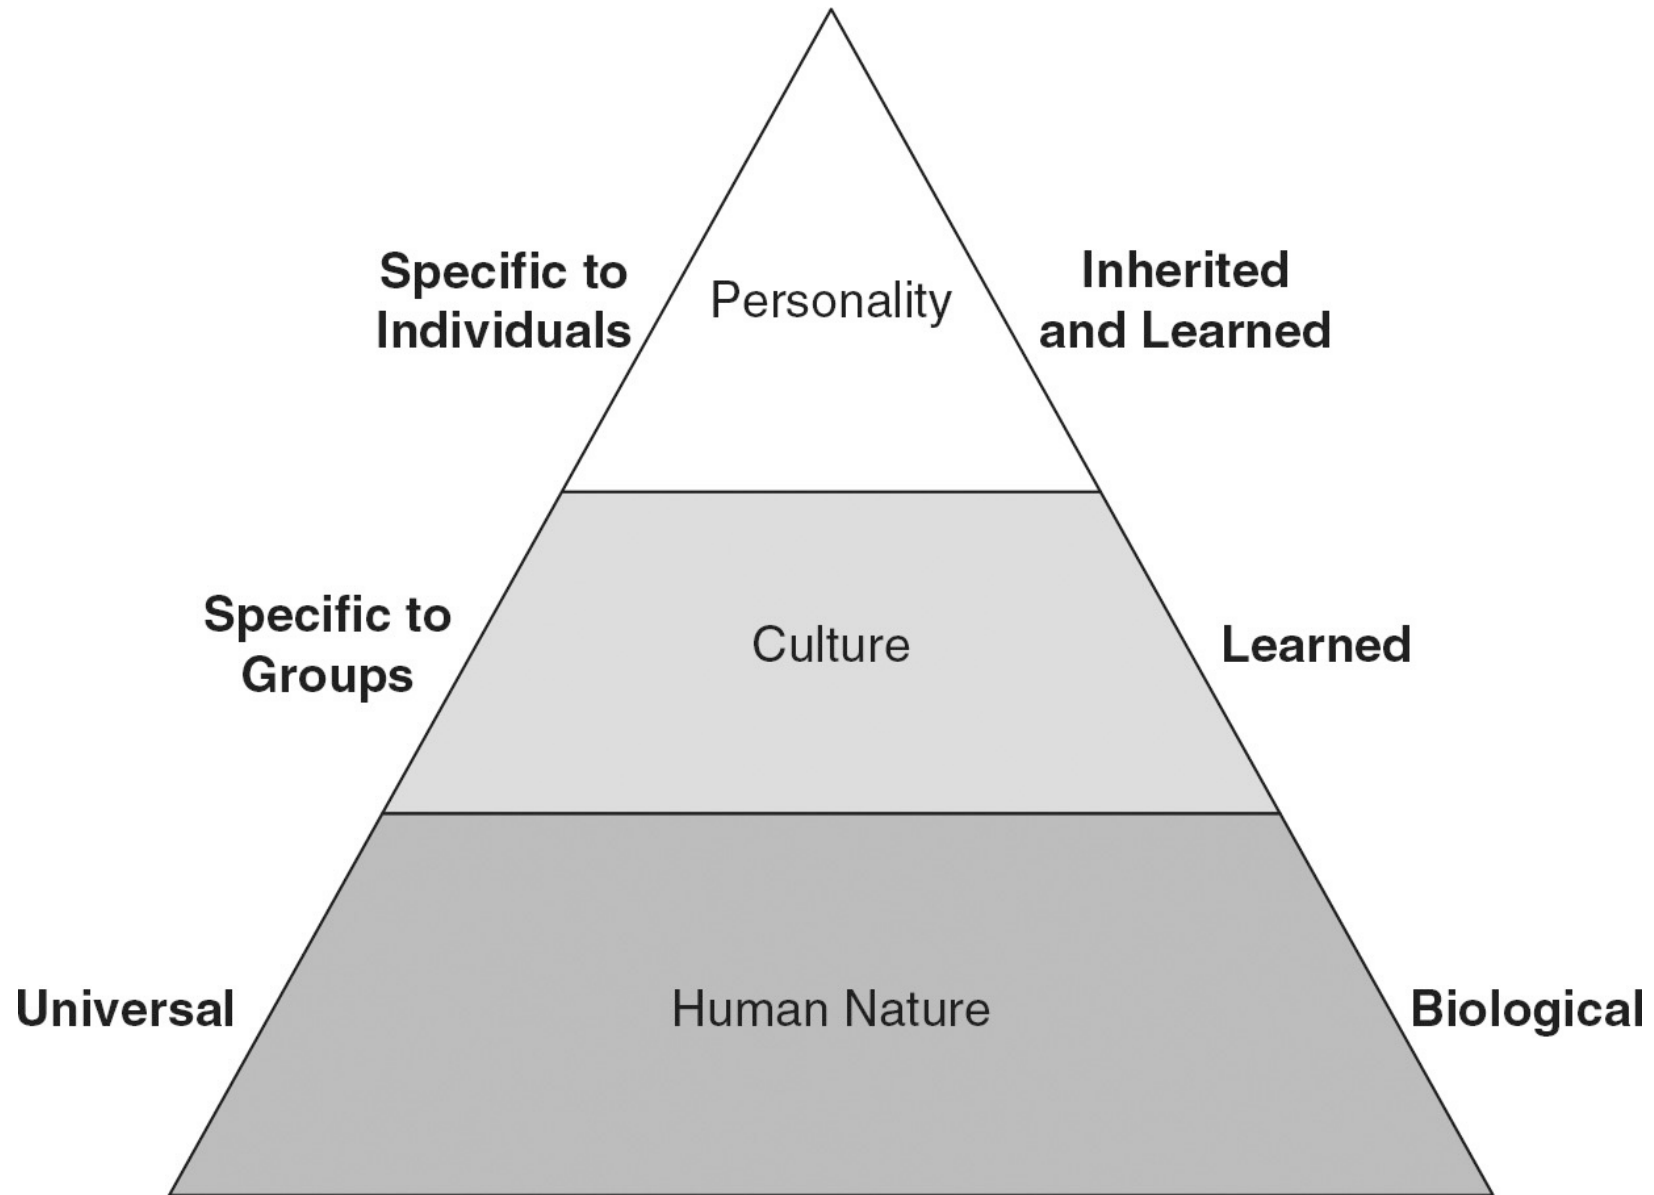 Specific to
Individuals
Personality
Inherited
and Learned
Specific to
Groups
Culture
Learned
Universal
Human Nature
Biological